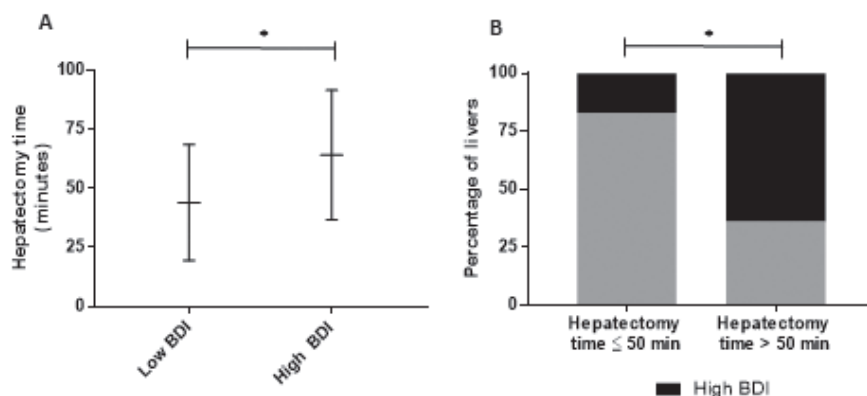 A
*
Hepatectomy time
(minutes)
100
75
50
25
0
Low BDI
High BDI
B
*
Percentage of livers
100
75
50
25
0
Hepatectomy
time ≤ 50 min
Hepatectomy
time > 50 min
High BDI